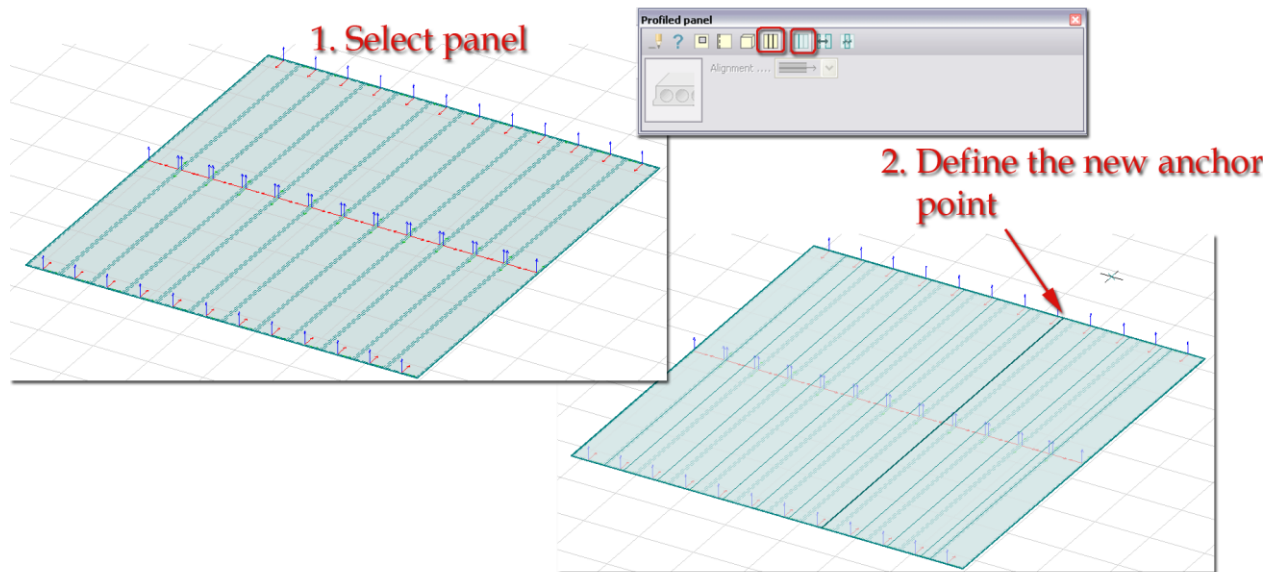 1. Select panel
Profiled panel
Alignment ....
2. Define the new anchor
point